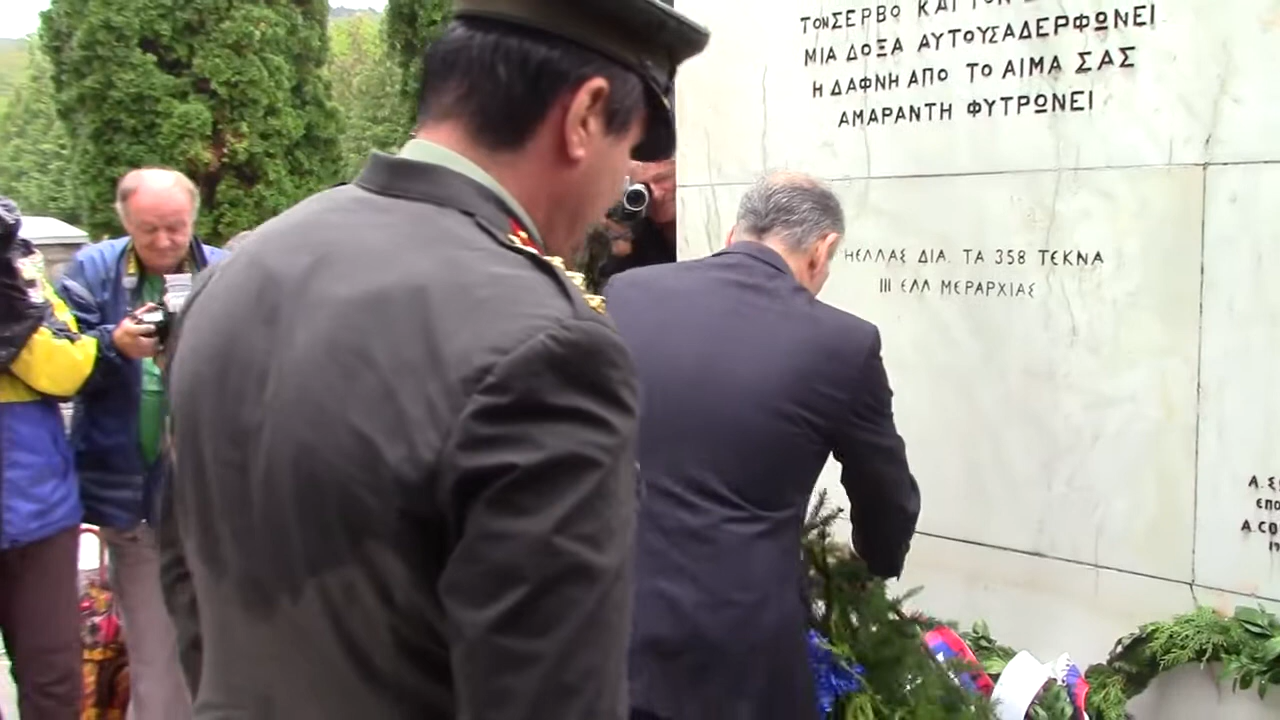 ΤΟΝ ΣΕΡΒΟ ΚΑΙ ΤΟΝ
ΜΙΑ ΔΟΞΑ ΑΥΤΟΥΣ ΑΔΕΡΦΩΝΕΙ
Η ΔΑΦΝΗ ΑΠΟ ΤΟ ΑΙΜΑ ΣΑΣ
ΑΜΑΡΑΝΤΗ ΦΥΤΡΩΝΕΙ
ΗΕΛΛΑΣ ΔΙΑ. ΤΑ 358 ΤΕΚΝΑ
ΙΙΙ ΕΛΛ ΜΕΡΑΡΧΙΑΣ